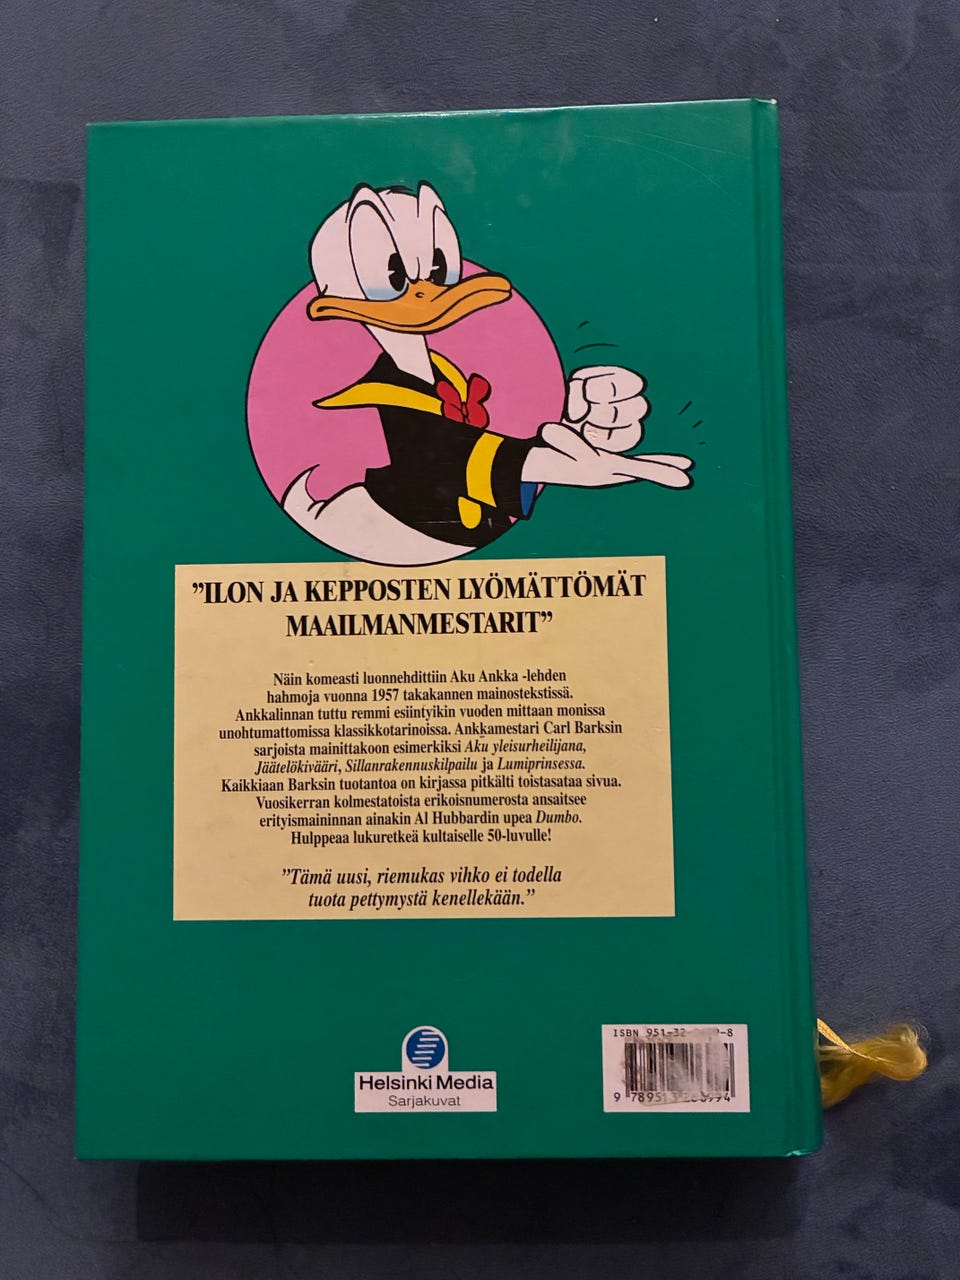 ”ILON JA KEPPOSTEN LYÖMÄTTÖMÄT
MAAILMANMESTARIT”
Näin komeasti luonnehdittiin Aku Ankka -lehden
hahmoja vuonna 1957 takakannen mainostekstissä.
Ankkalinnan tuttu remmi esiintyikin vuoden mittaan monissa
unohtumattomissa klassikkotarinoissa. Ankkamestari Carl Barksin
sarjoista mainittakoon esimerkiksi Aku yleisurheilijana,
Jäätelökivääri, Sillanrakennuskilpailu ja Lumiprinsessa.
Kaikkiaan Barksin tuotantoa on kirjassa pitkälti toistasataa sivua.
Vuosikerran kolmestatoista erikoisnumerosta ansaitsee
erityismaininnan ainakin Al Hubbardin upea Dumbo.
Hulppeaa lukuretkeä kultaiselle 50-luvulle!
”Tämä uusi, riemukas vihko ei todella
tuota pettymystä kenellekään.”
ISBN
Helsinki Media
Sarjakuvat